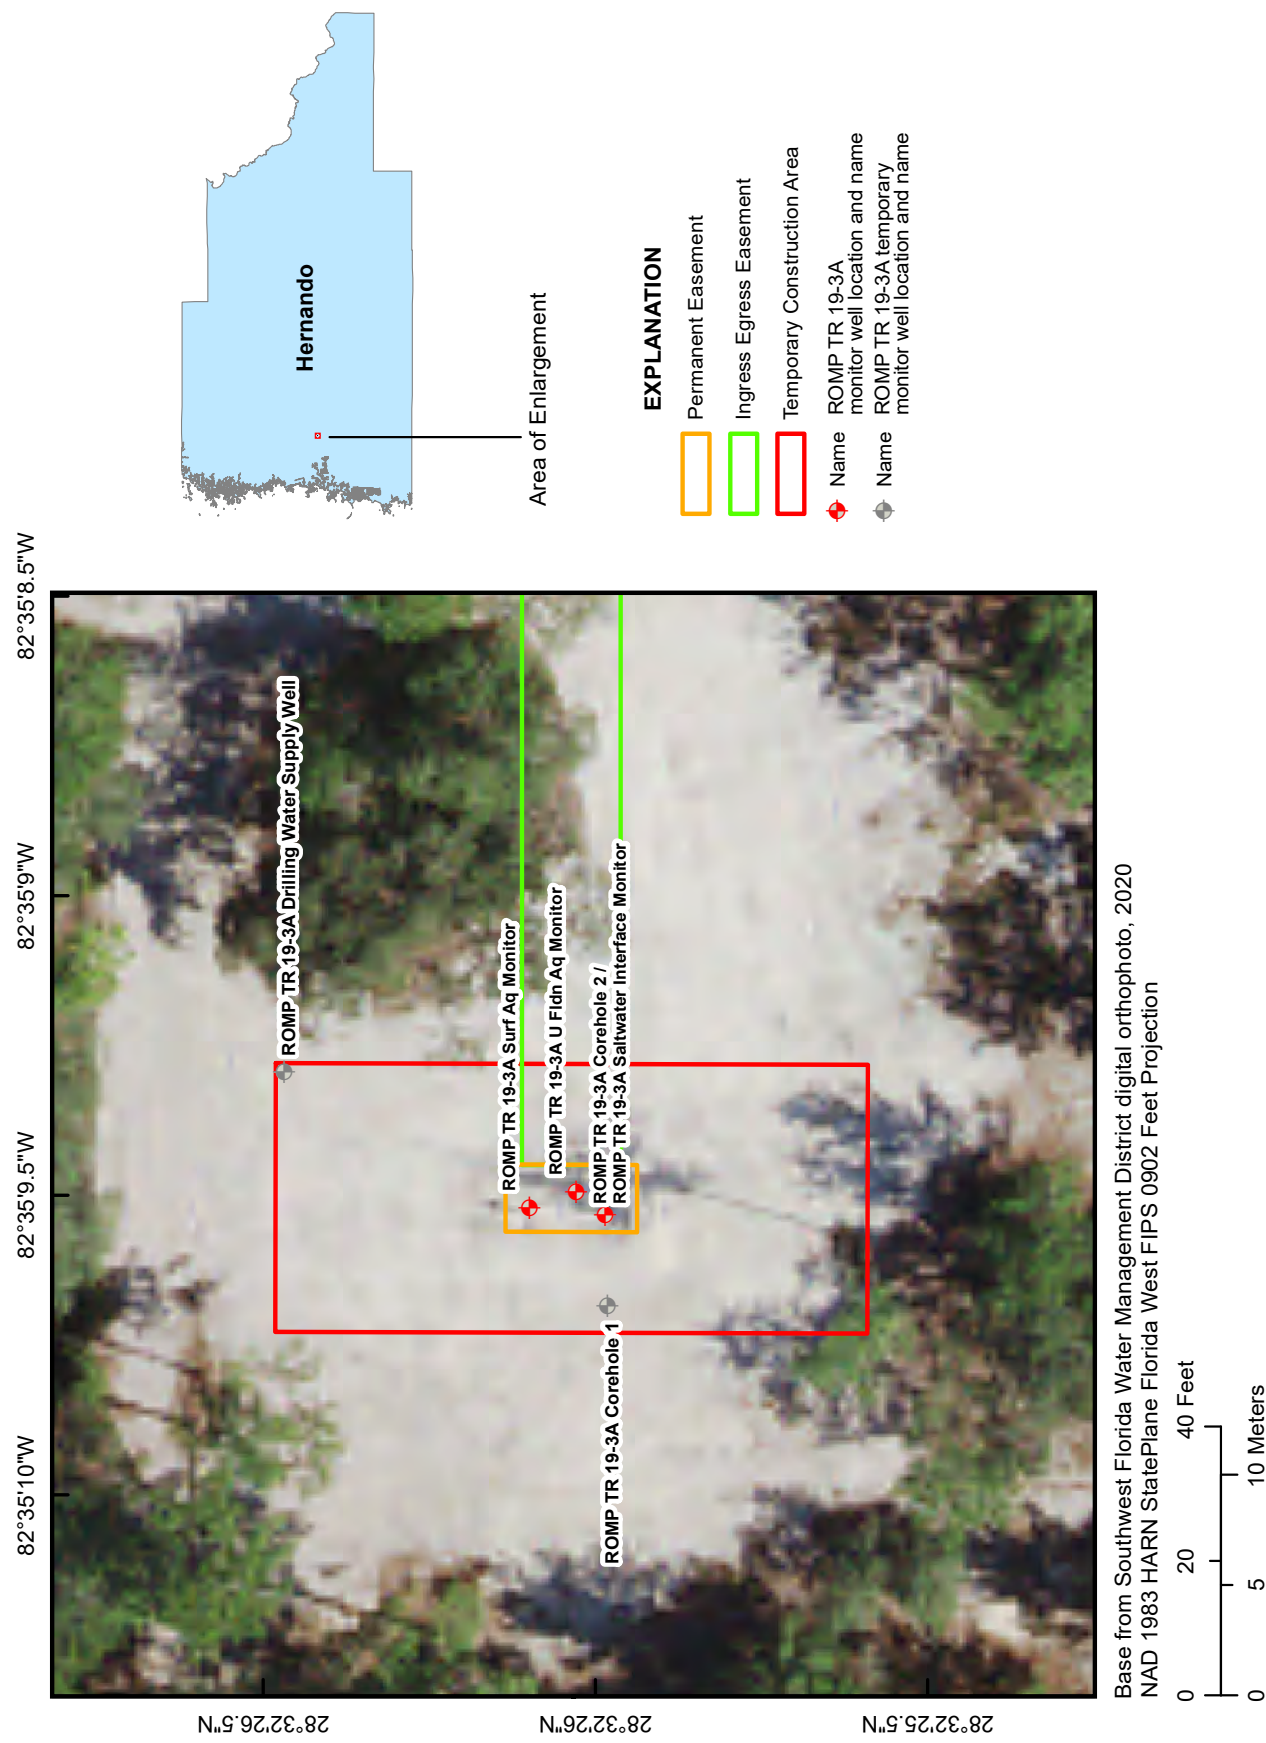 82°35'10"W
82°35'9.5"W
82°35'9"W
82°35'8.5"W
28°32'26.5"N
28°32'26"N
28°32'25.5"N
ROMP TR 19-3A Drilling Water Supply Well
ROMP TR 19-3A Surf Aq Monitor
ROMP TR 19-3A U Fldn Aq Monitor
ROMP TR 19-3A Corehole 2 /
ROMP TR 19-3A Saltwater Interface Monitor
ROMP TR 19-3A Corehole 1
Hernando
Area of Enlargement
EXPLANATION
Permanent Easement
Ingress Egress Easement
Temporary Construction Area
Name ROMP TR 19-3A
monitor well location and name
Name ROMP TR 19-3A temporary
monitor well location and name
Base from Southwest Florida Water Management District digital orthophoto, 2020
NAD 1983 HARN StatePlane Florida West FIPS 0902 Feet Projection
0 20 40 Feet
0 5 10 Meters